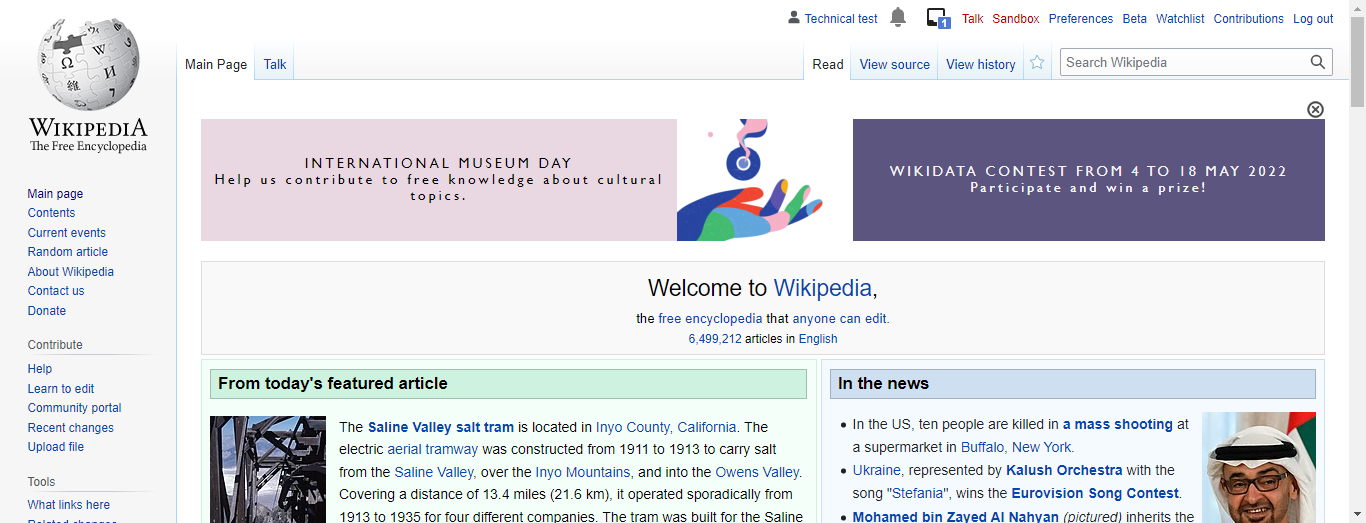 Technical test
1
Talk
Sandbox
Preferences
Beta
Watchlist
Contributions
Log out
WIKIPEDIA
The Free Encyclopedia
Main Page
Talk
Read
View source
View history
Search Wikipedia
INTERNATIONAL MUSEUM DAY
Help us contribute to free knowledge about cultural
topics.
WIKIDATA CONTEST FROM 4 TO 18 MAY 2022
Participate and win a prize!
Main page
Contents
Current events
Random article
About Wikipedia
Contact us
Donate
Contribute
Help
Learn to edit
Community portal
Recent changes
Upload file
Tools
What links here
Related changes
Welcome to Wikipedia,
the free encyclopedia that anyone can edit.
6,499,212 articles in English
From today's featured article
The Saline Valley salt tram is located in Inyo County, California. The
electric aerial tramway was constructed from 1911 to 1913 to carry salt
from the Saline Valley, over the Inyo Mountains, and into the Owens Valley.
Covering a distance of 13.4 miles (21.6 km), it operated sporadically from
1913 to 1935 for four different companies. The tram was built for the Saline
In the news
In the US, ten people are killed in a mass shooting at
a supermarket in Buffalo, New York.
Ukraine, represented by Kalush Orchestra with the
song "Stefania", wins the Eurovision Song Contest.
Mohamed bin Zayed Al Nahyan (pictured) inherits the